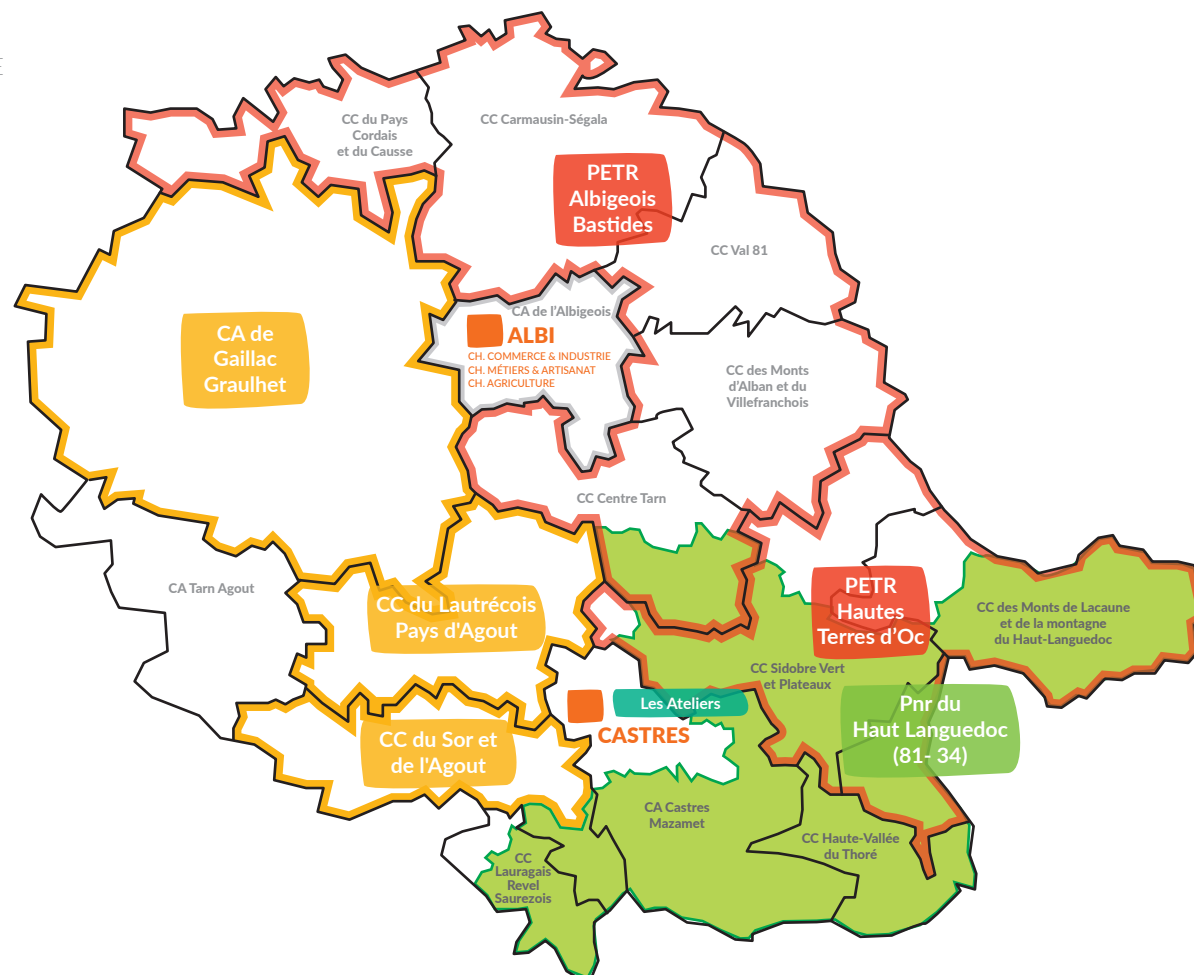 E
CC du Pays
Cordais
et du Causse
CC Carmausin-Ségala
PETR
Albigeois
Bastides
CC Val 81
CA de
Gaillac
Graulhet
CA de l'Albigeois
ALBI
CH. COMMERCE & INDUSTRIE
CH. MÉTIERS & ARTISANAT
CH. AGRICULTURE
CC des Monts
d'Alban et du
Villefranchois
CC Centre Tarn
CA Tarn Agout
CC du Lautrécois
Pays d'Agout
PETR
Hautes
Terres d'Oc
CC des Monts de Lacaune
et de la montagne
du Haut-Languedoc
CC Sidobre Vert
et Plateaux
Les Ateliers
CASTRES
Pnr du
Haut Languedoc
(81- 34)
CC du Sor et
de l'Agout
CA Castres
Mazamet
CC Haute-Vallée
du Thoré
CC
Lauragais
Revel
Saurezois